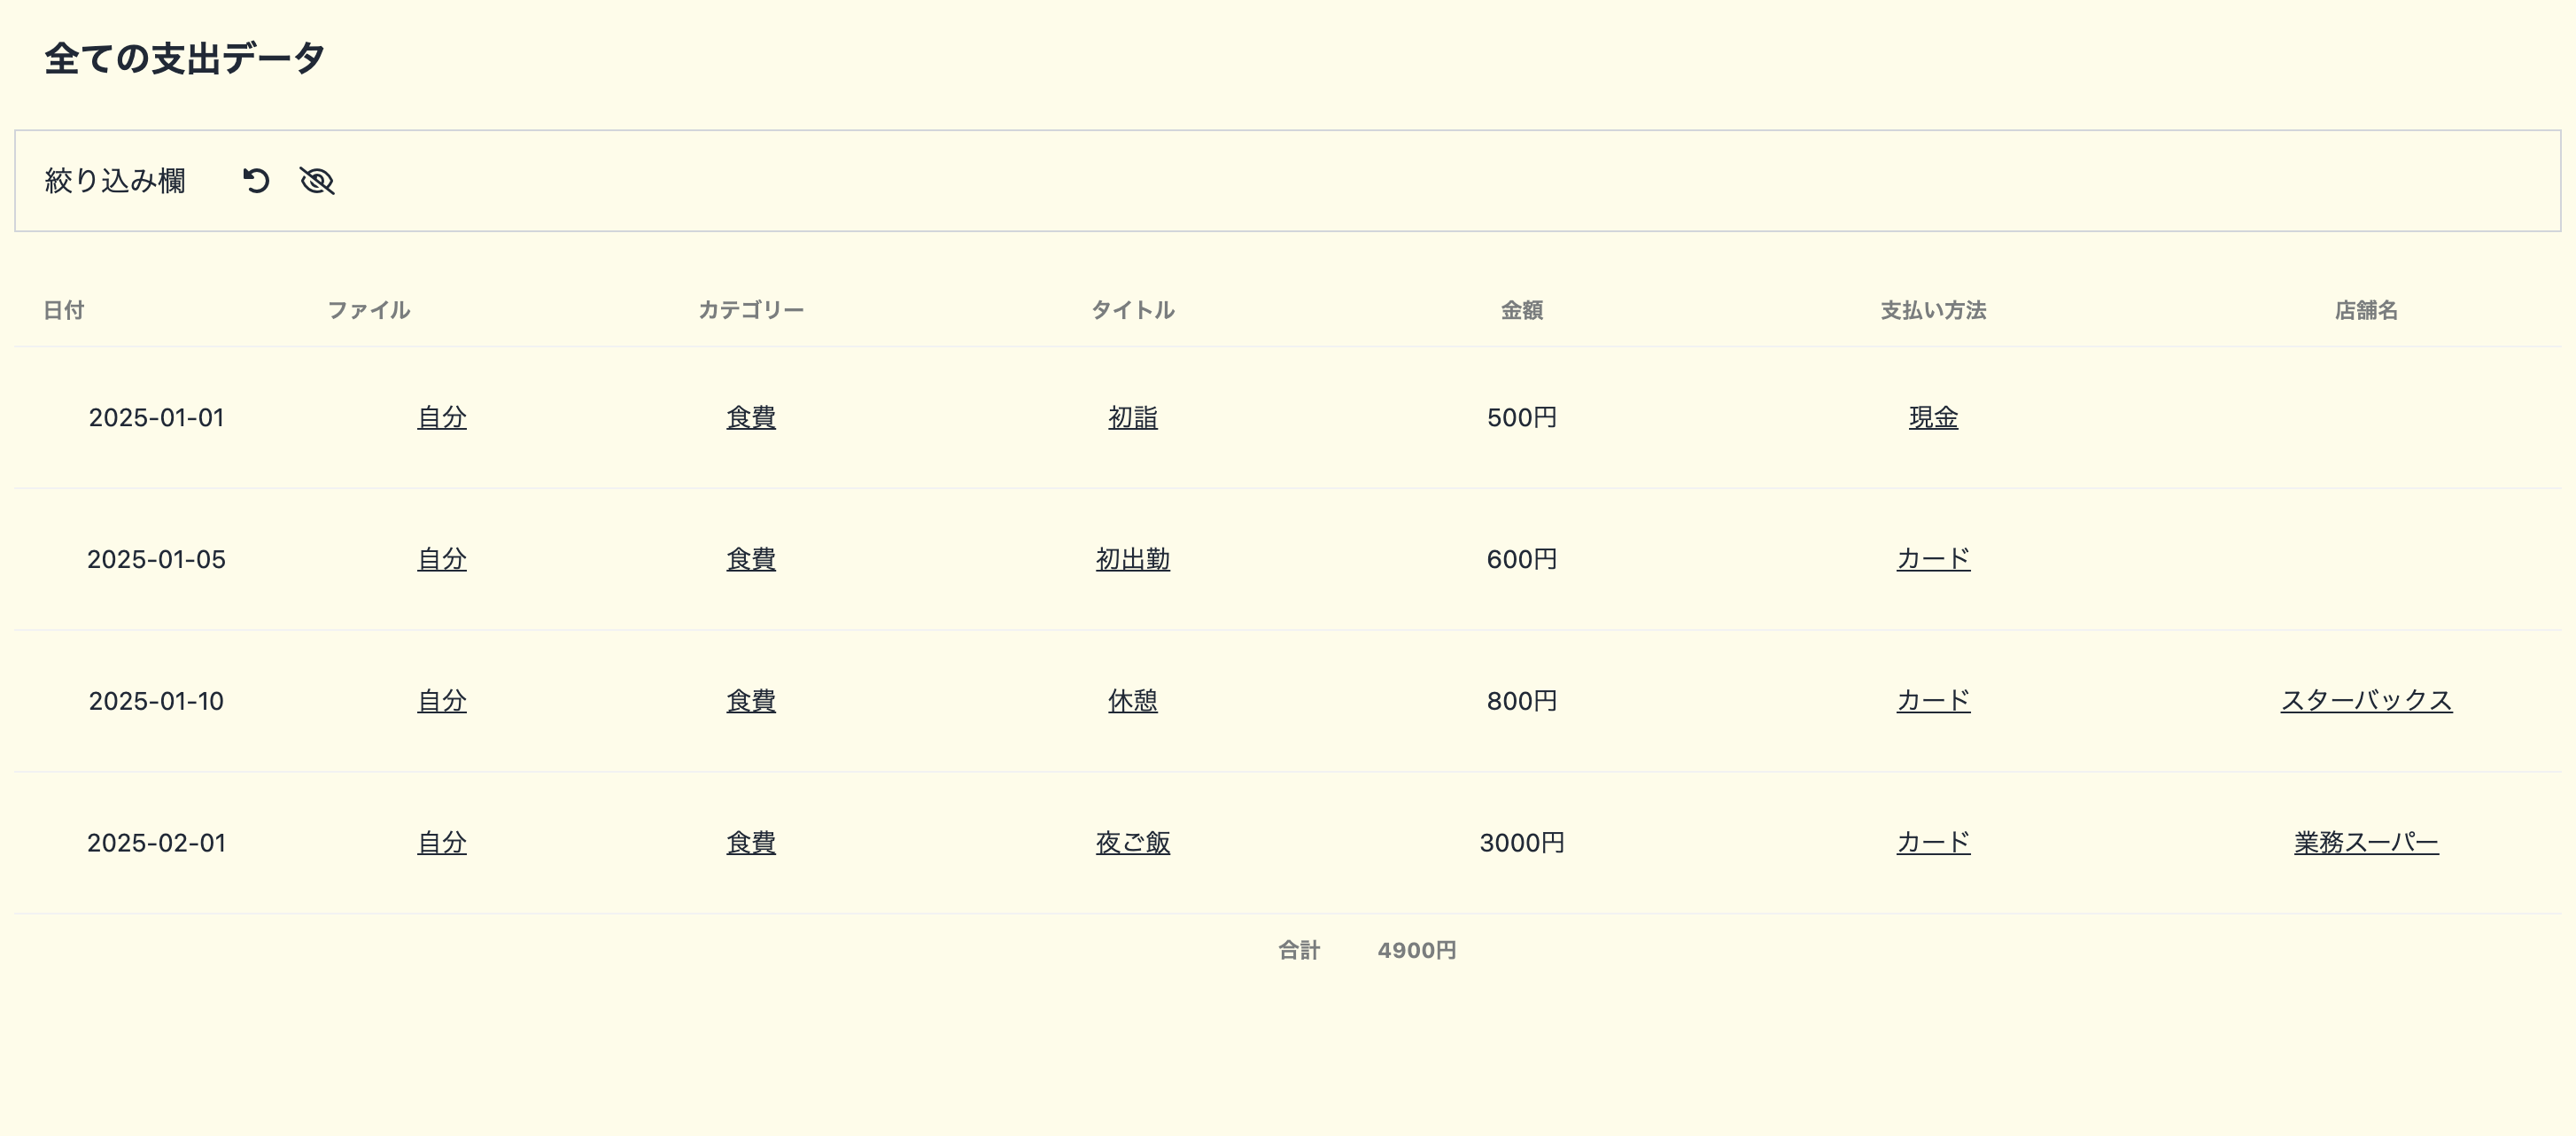 全ての支出データ
絞り込み欄
日付 ファイル カテゴリー タイトル 金額 支払い方法 店舗名
2025-01-01 自分 食費 初詣 500円 現金
2025-01-05 自分 食費 初出勤 600円 カード
2025-01-10 自分 食費 休憩 800円 カード スターバックス
2025-02-01 自分 食費 夜ご飯 3000円 カード 業務スーパー
合計 4900円